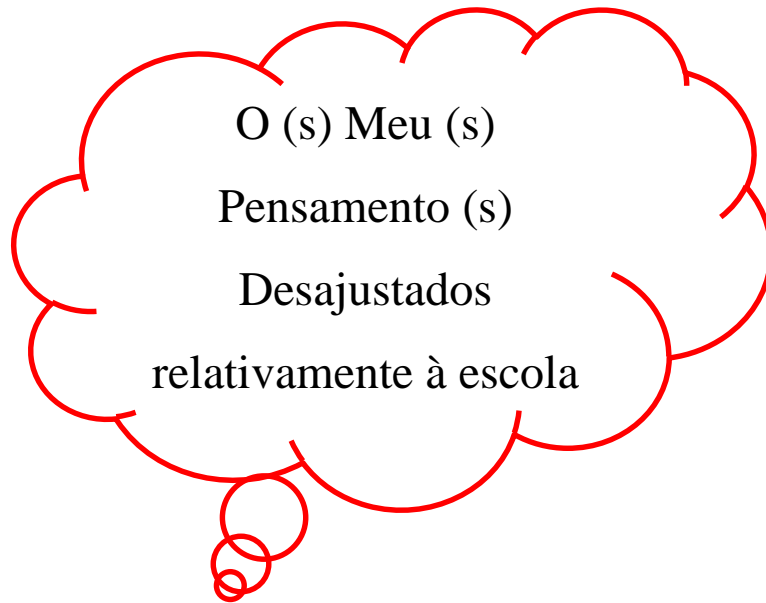 O (s) Meu (s)
Pensamento (s)
Desajustados
relativamente à escola